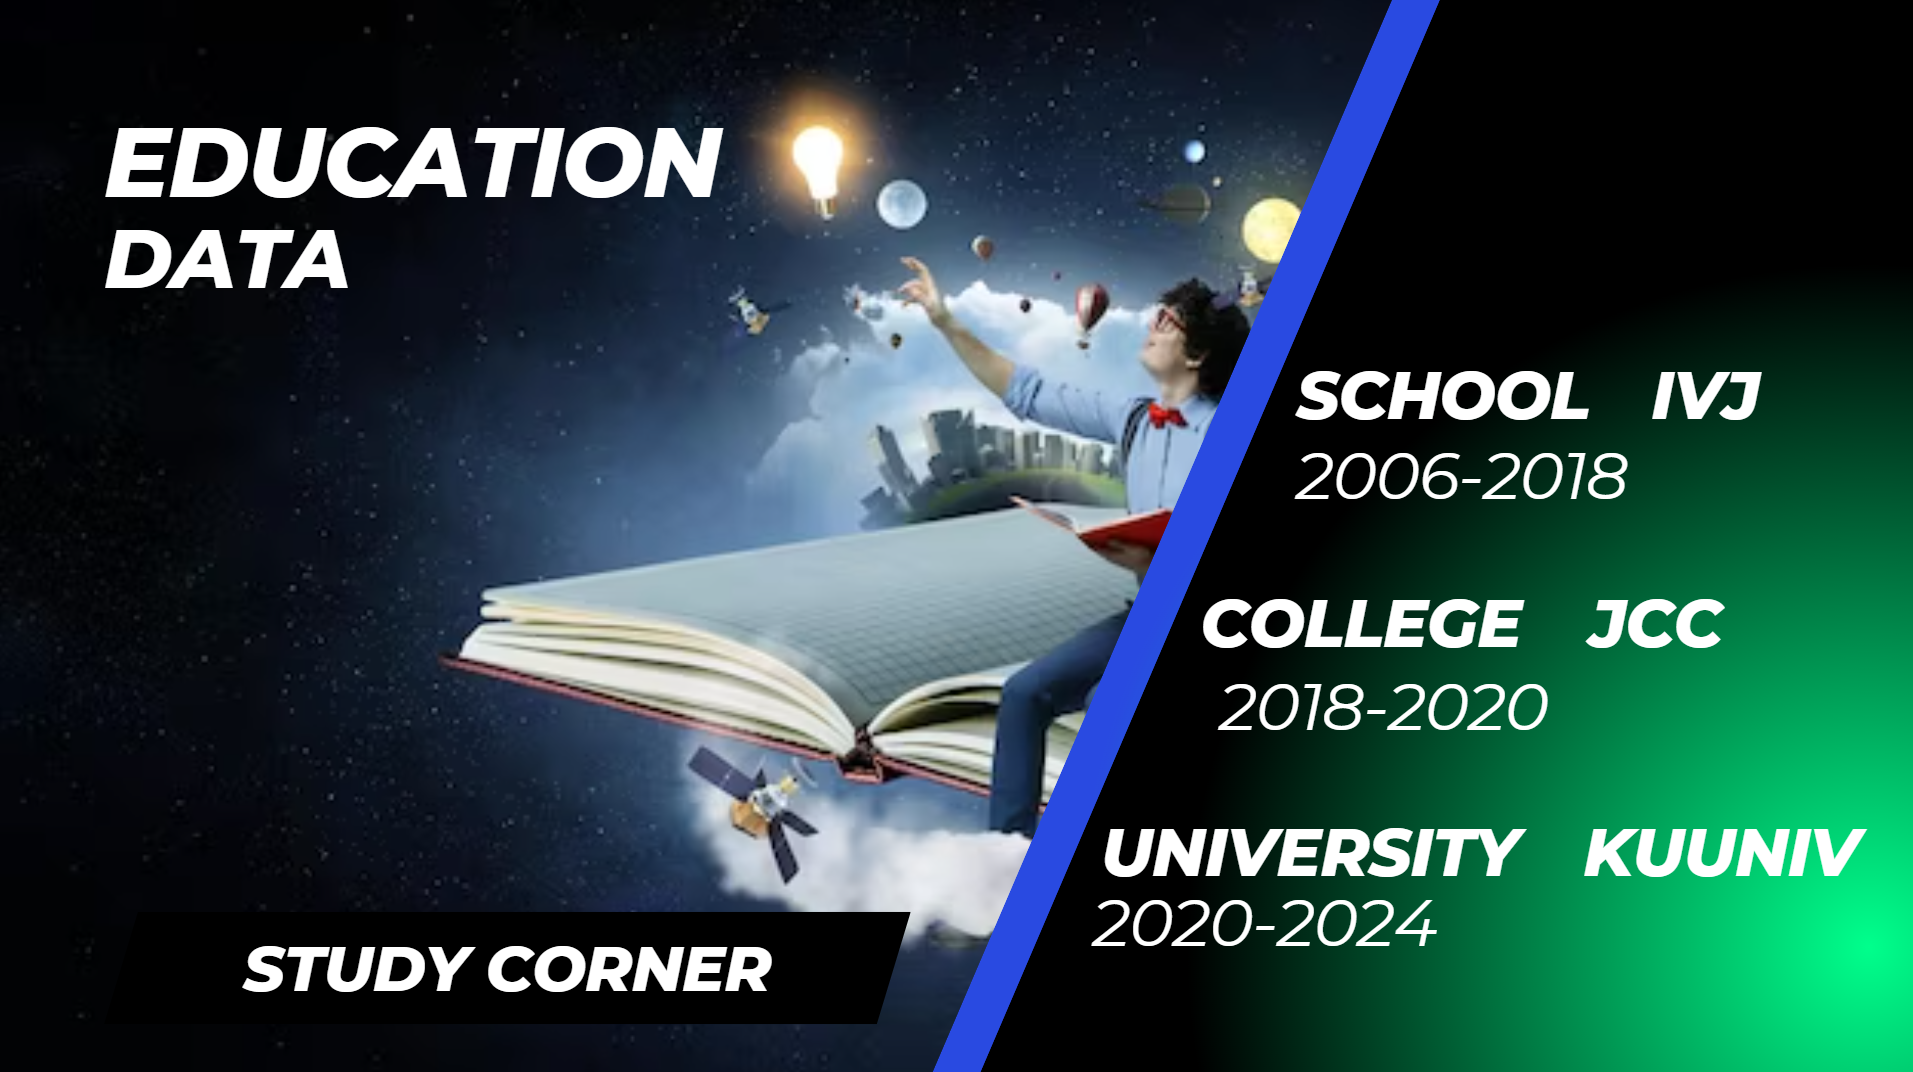 EDUCATION
DATA
SCHOOL IVJ
2006-2018
COLLEGE JCC
2018-2020
UNIVERSITY KUUNIV
2020-2024
STUDY CORNER